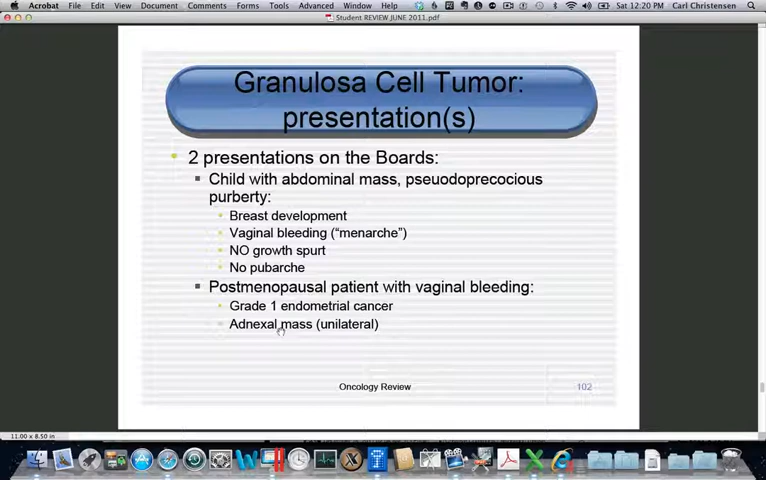 Acrobat File Edit View Document Comments Forms Tools Advanced Window Help Sat 12:20 PM Carl Christensen
Student REVIEW JUNE 2011.pdf
Granulosa Cell Tumor:
presentation(s)
2 presentations on the Boards:
Child with abdominal mass, pseudoprecocious
purberty:
Breast development
Vaginal bleeding ("menarche")
NO growth spurt
No pubarche
Postmenopausal patient with vaginal bleeding:
Grade 1 endometrial cancer
Adnexal mass (unilateral)
Oncology Review 102
11.00 x 8.50 in